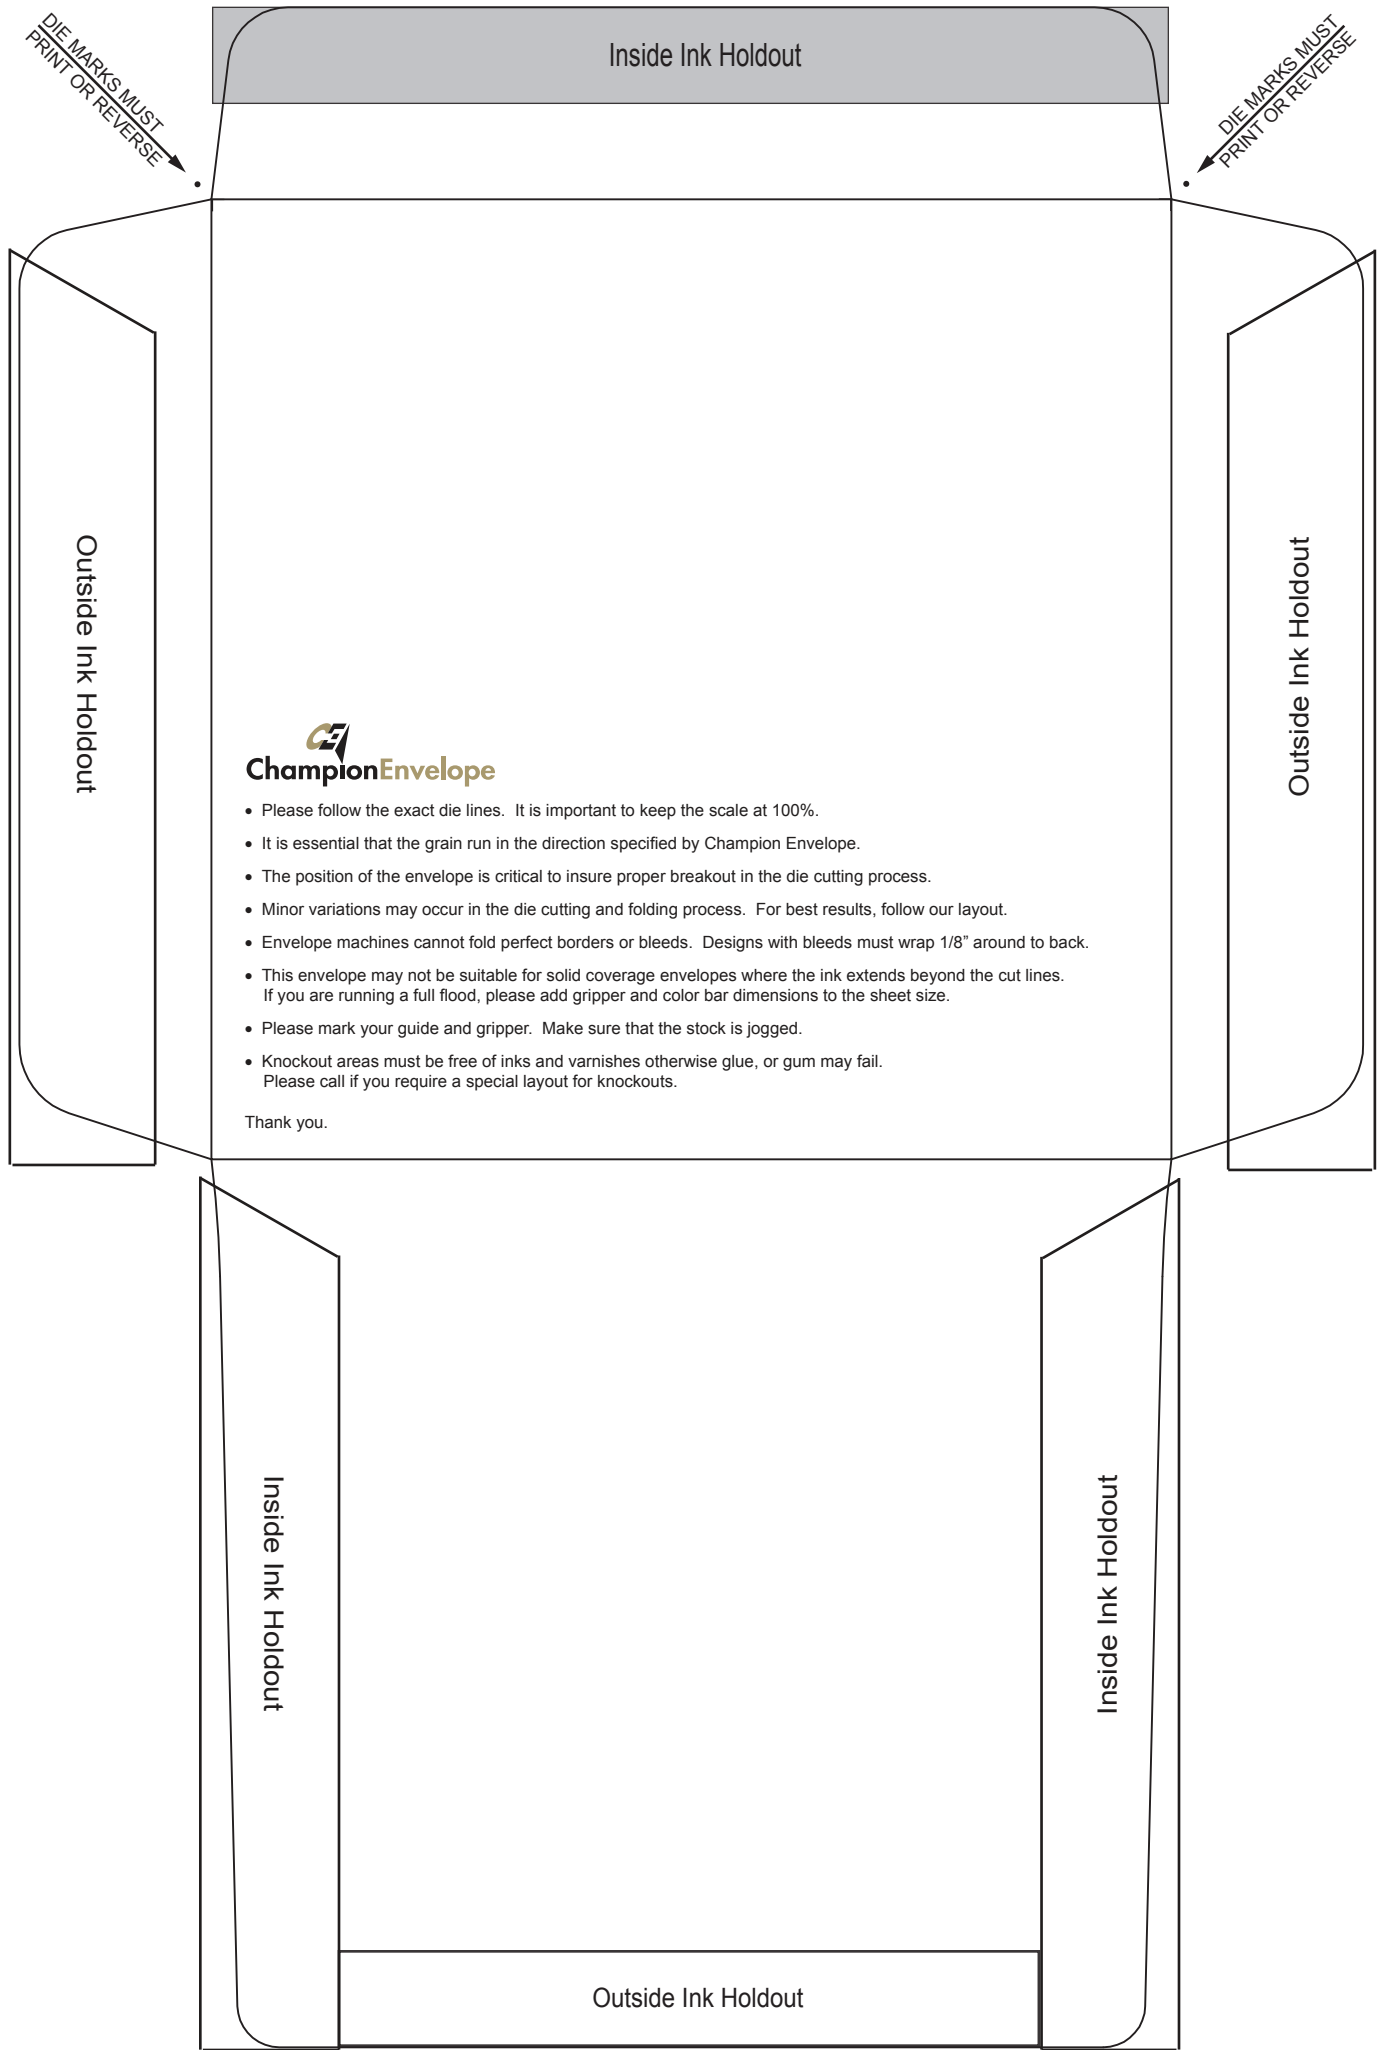 DIE MARKS MUST
PRINT OR REVERSE
Inside Ink Holdout
DIE MARKS MUST
PRINT OR REVERSE
Outside Ink Holdout
Outside Ink Holdout
CE
ChampionEnvelope
• Please follow the exact die lines.  It is important to keep the scale at 100%.
• It is essential that the grain run in the direction specified by Champion Envelope.
• The position of the envelope is critical to insure proper breakout in the die cutting process.
• Minor variations may occur in the die cutting and folding process.  For best results, follow our layout.
• Envelope machines cannot fold perfect borders or bleeds.  Designs with bleeds must wrap 1/8” around to back.
• This envelope may not be suitable for solid coverage envelopes where the ink extends beyond the cut lines.
If you are running a full flood, please add gripper and color bar dimensions to the sheet size.
• Please mark your guide and gripper.  Make sure that the stock is jogged.
• Knockout areas must be free of inks and varnishes otherwise glue, or gum may fail.
Please call if you require a special layout for knockouts.
Thank you.
Inside Ink Holdout
Inside Ink Holdout
Outside Ink Holdout